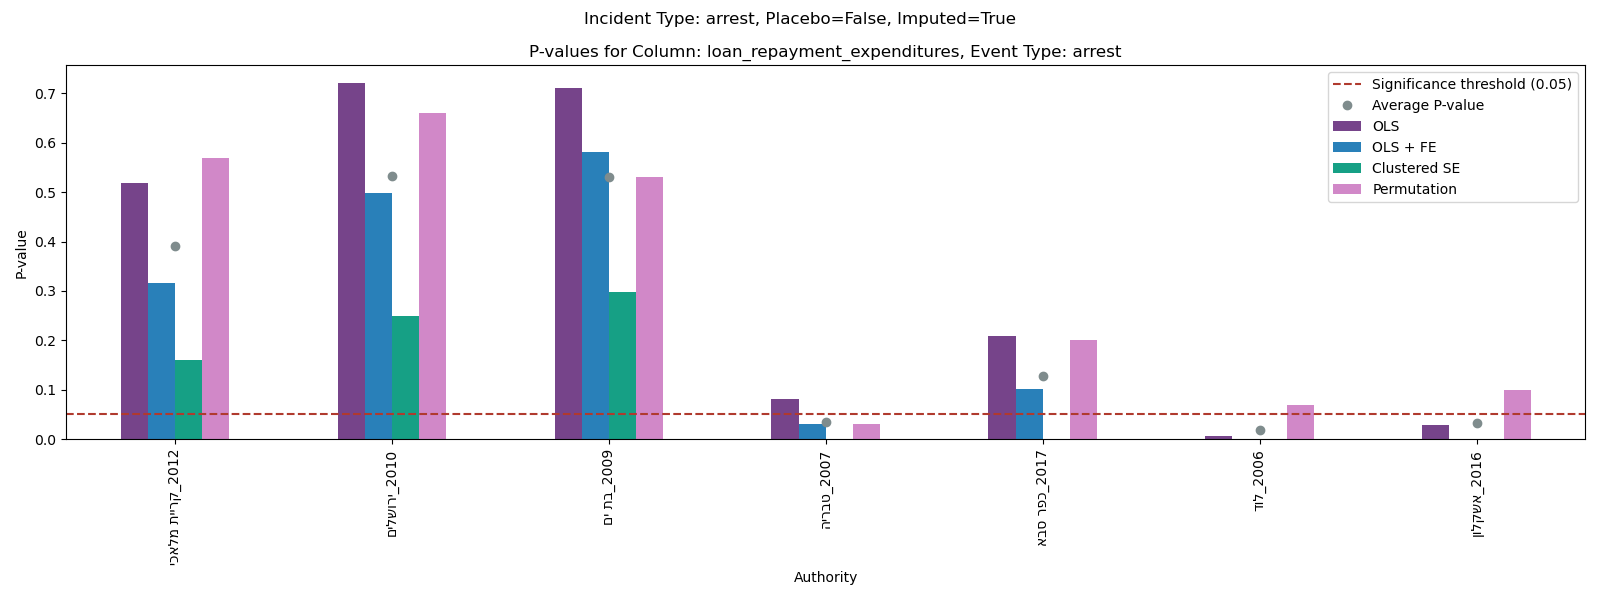 Incident Type: arrest, Placebo=False, Imputed=True
P-values for Column: loan_repayment_expenditures, Event Type: arrest
Significance threshold (0.05)
Average P-value
OLS
OLS + FE
Clustered SE
Permutation
P-value
0.7
0.6
0.5
0.4
0.3
0.2
0.1
0.0
קריית מלאכי_2012
ירושלים_2010
בת ים_2009
טבריה_2007
כפר סבא_2017
לוד_2006
אשקלון_2016
Authority